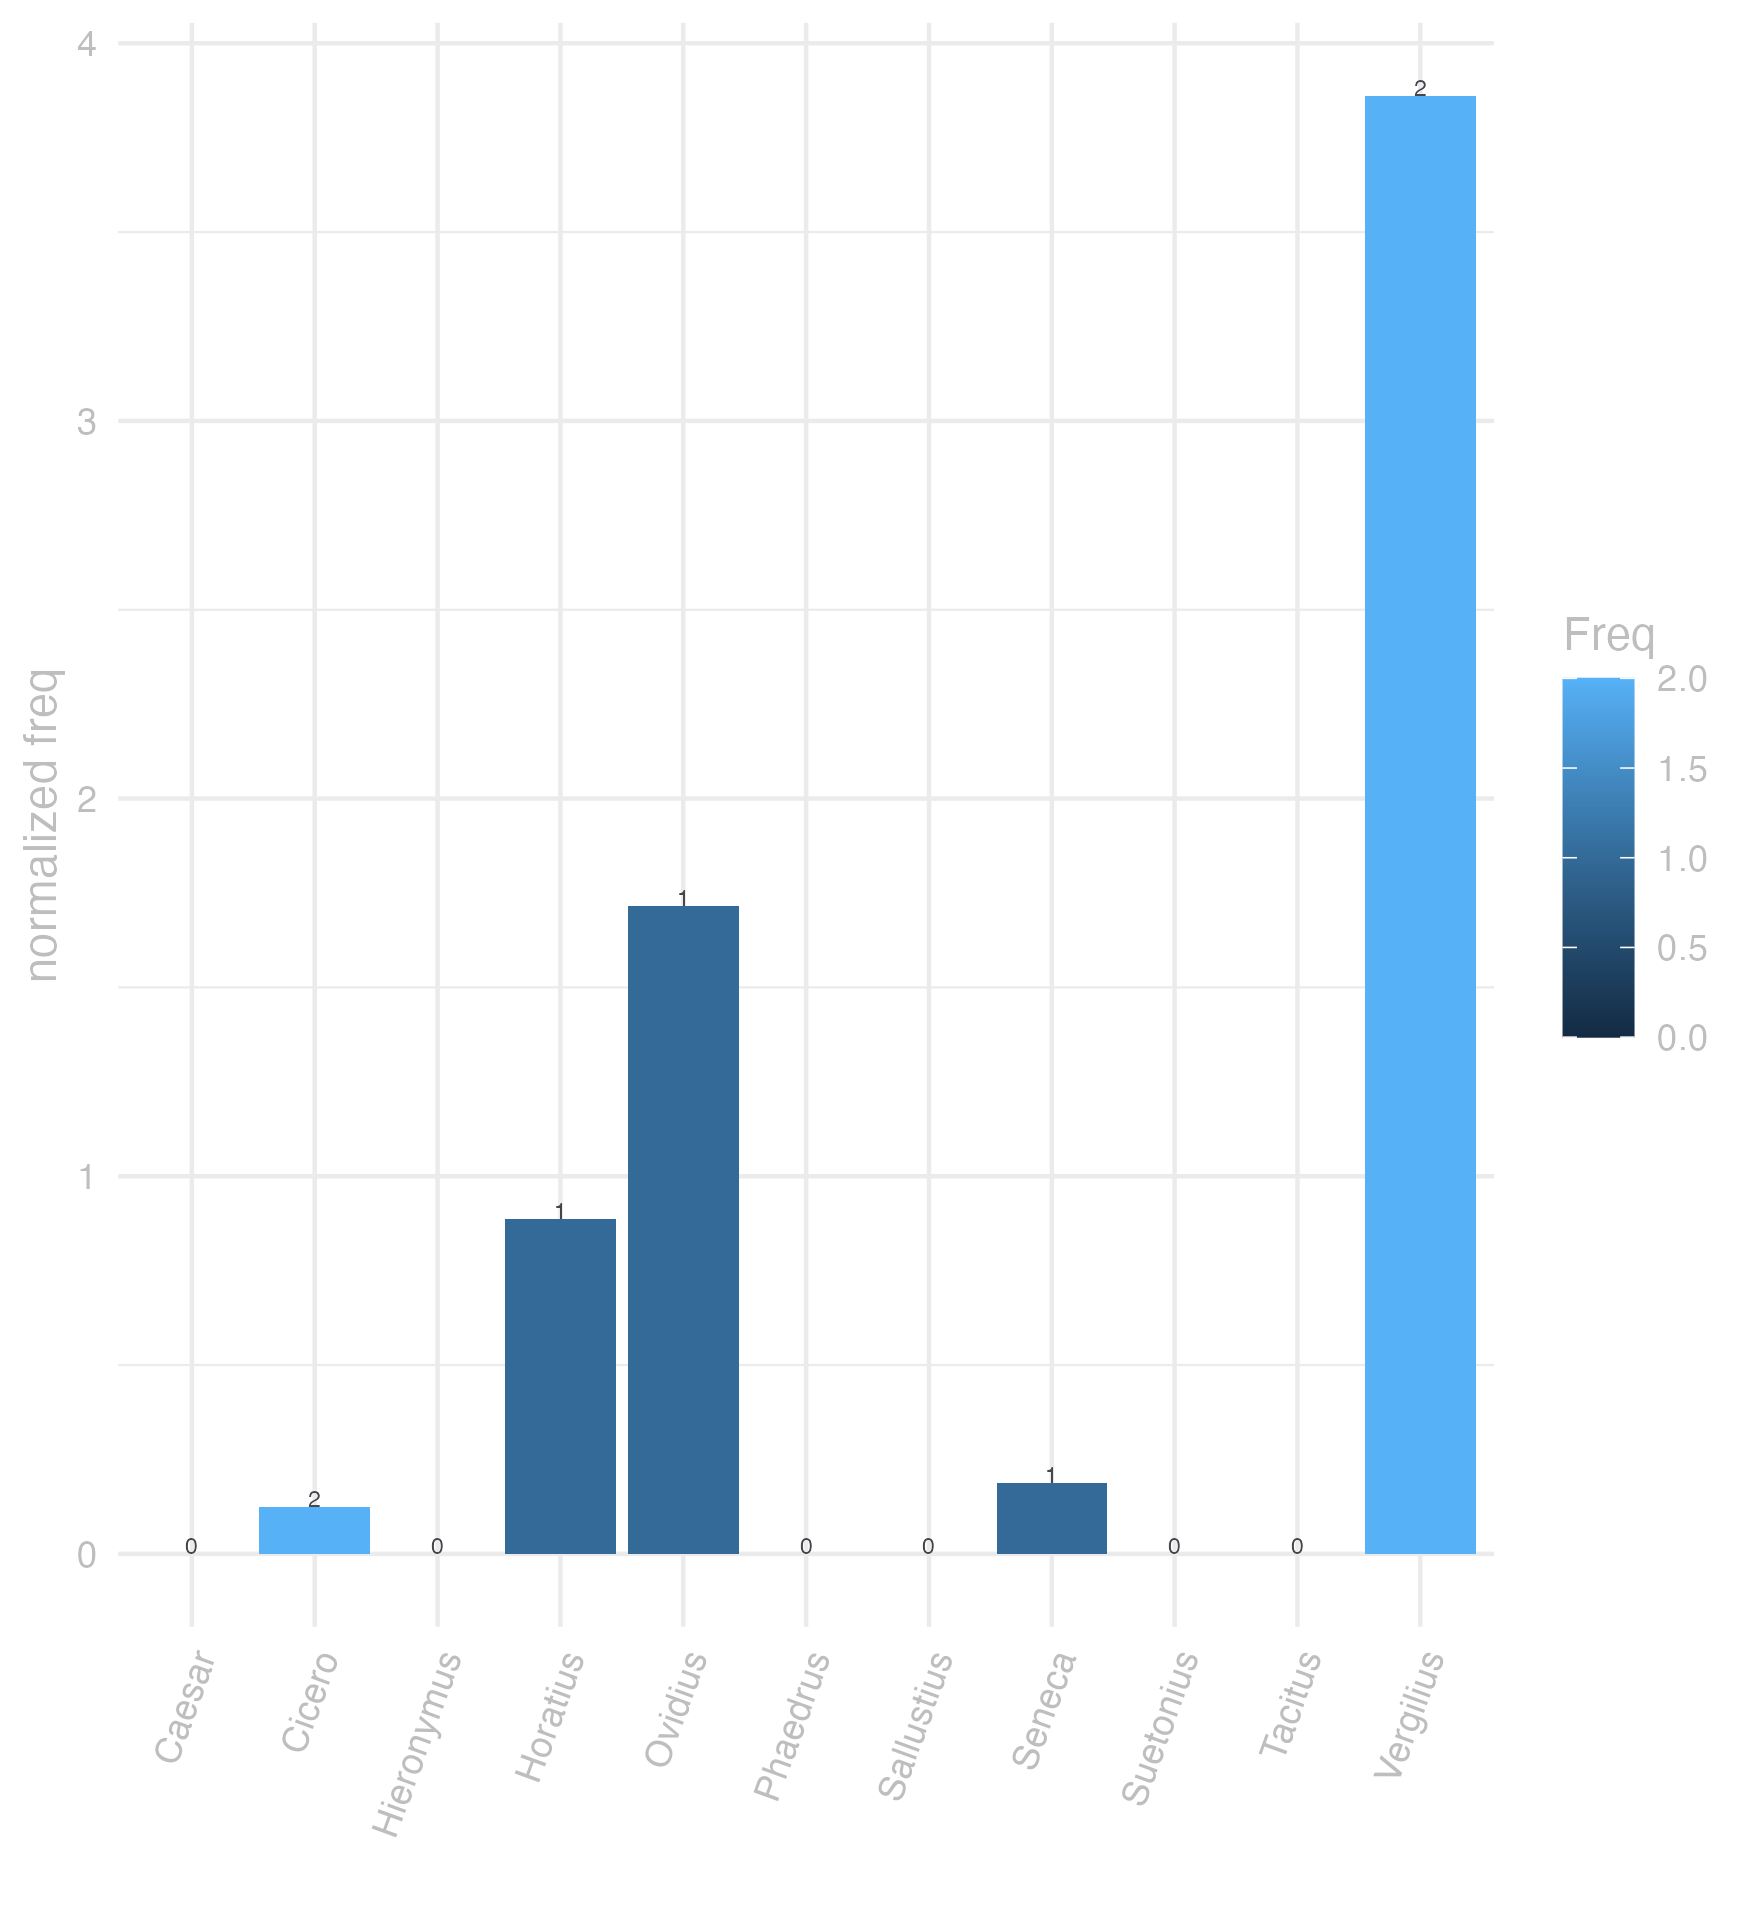 4
3
2
1
0
normalized freq
2
1
1
1
2
0
0
0
0
0
0
Caesar
Cicero
Hieronymus
Horatius
Ovidius
Phaedrus
Sallustius
Seneca
Suetonius
Tacitus
Vergilius
Freq
2.0
1.5
1.0
0.5
0.0